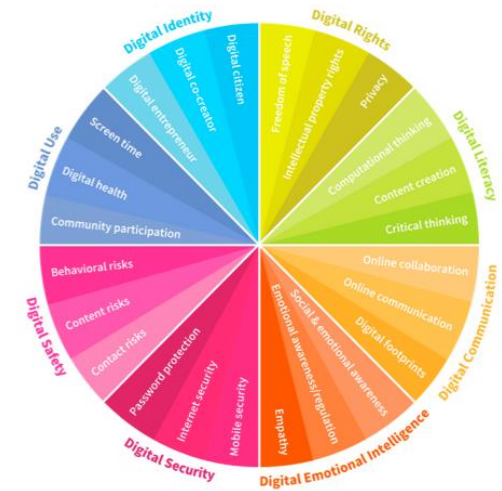 Digital Identity
Digital citizen
Digital co-creator
Digital entrepreneur
Digital Rights
Freedom of speech
Intellectual property rights
Privacy
Digital Literacy
Computational thinking
Content creation
Critical thinking
Digital Communication
Online collaboration
Online communication
Digital footprints
Digital Emotional Intelligence
Social & emotional awareness
Emotional awareness/regulation
Empathy
Digital Security
Mobile security
Internet security
Password protection
Digital Safety
Contact risks
Content risks
Behavioral risks
Digital Use
Community participation
Digital health
Screen time